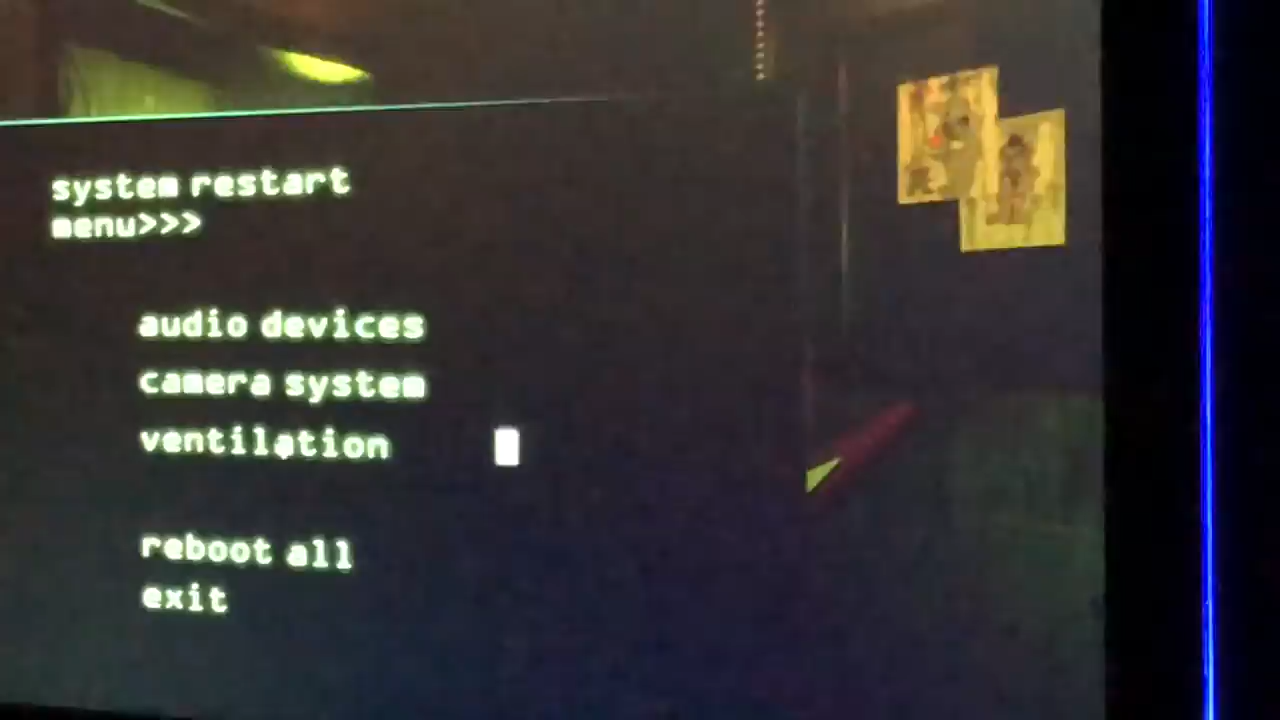 system restart
menu>>>
audio devices
camera system
ventilation
reboot all
exit